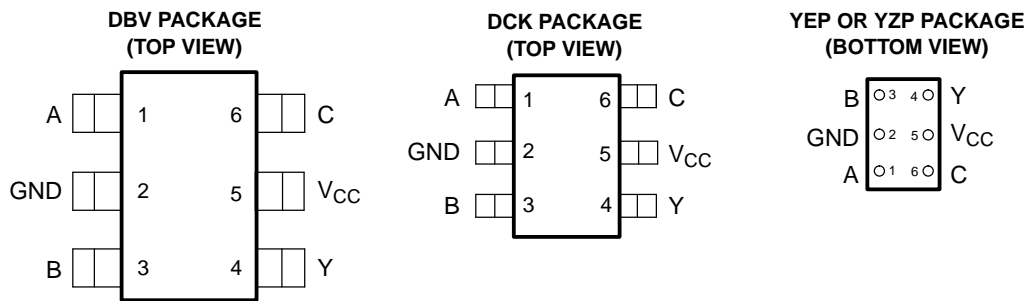 DBV PACKAGE
(TOP VIEW)
A 1 6 C
GND 2 5 VCC
B 3 4 Y
DCK PACKAGE
(TOP VIEW)
A 1 6 C
GND 2 5 VCC
B 3 4 Y
YEP OR YZP PACKAGE
(BOTTOM VIEW)
B 3 4 Y
GND 2 5 VCC
A 1 6 C